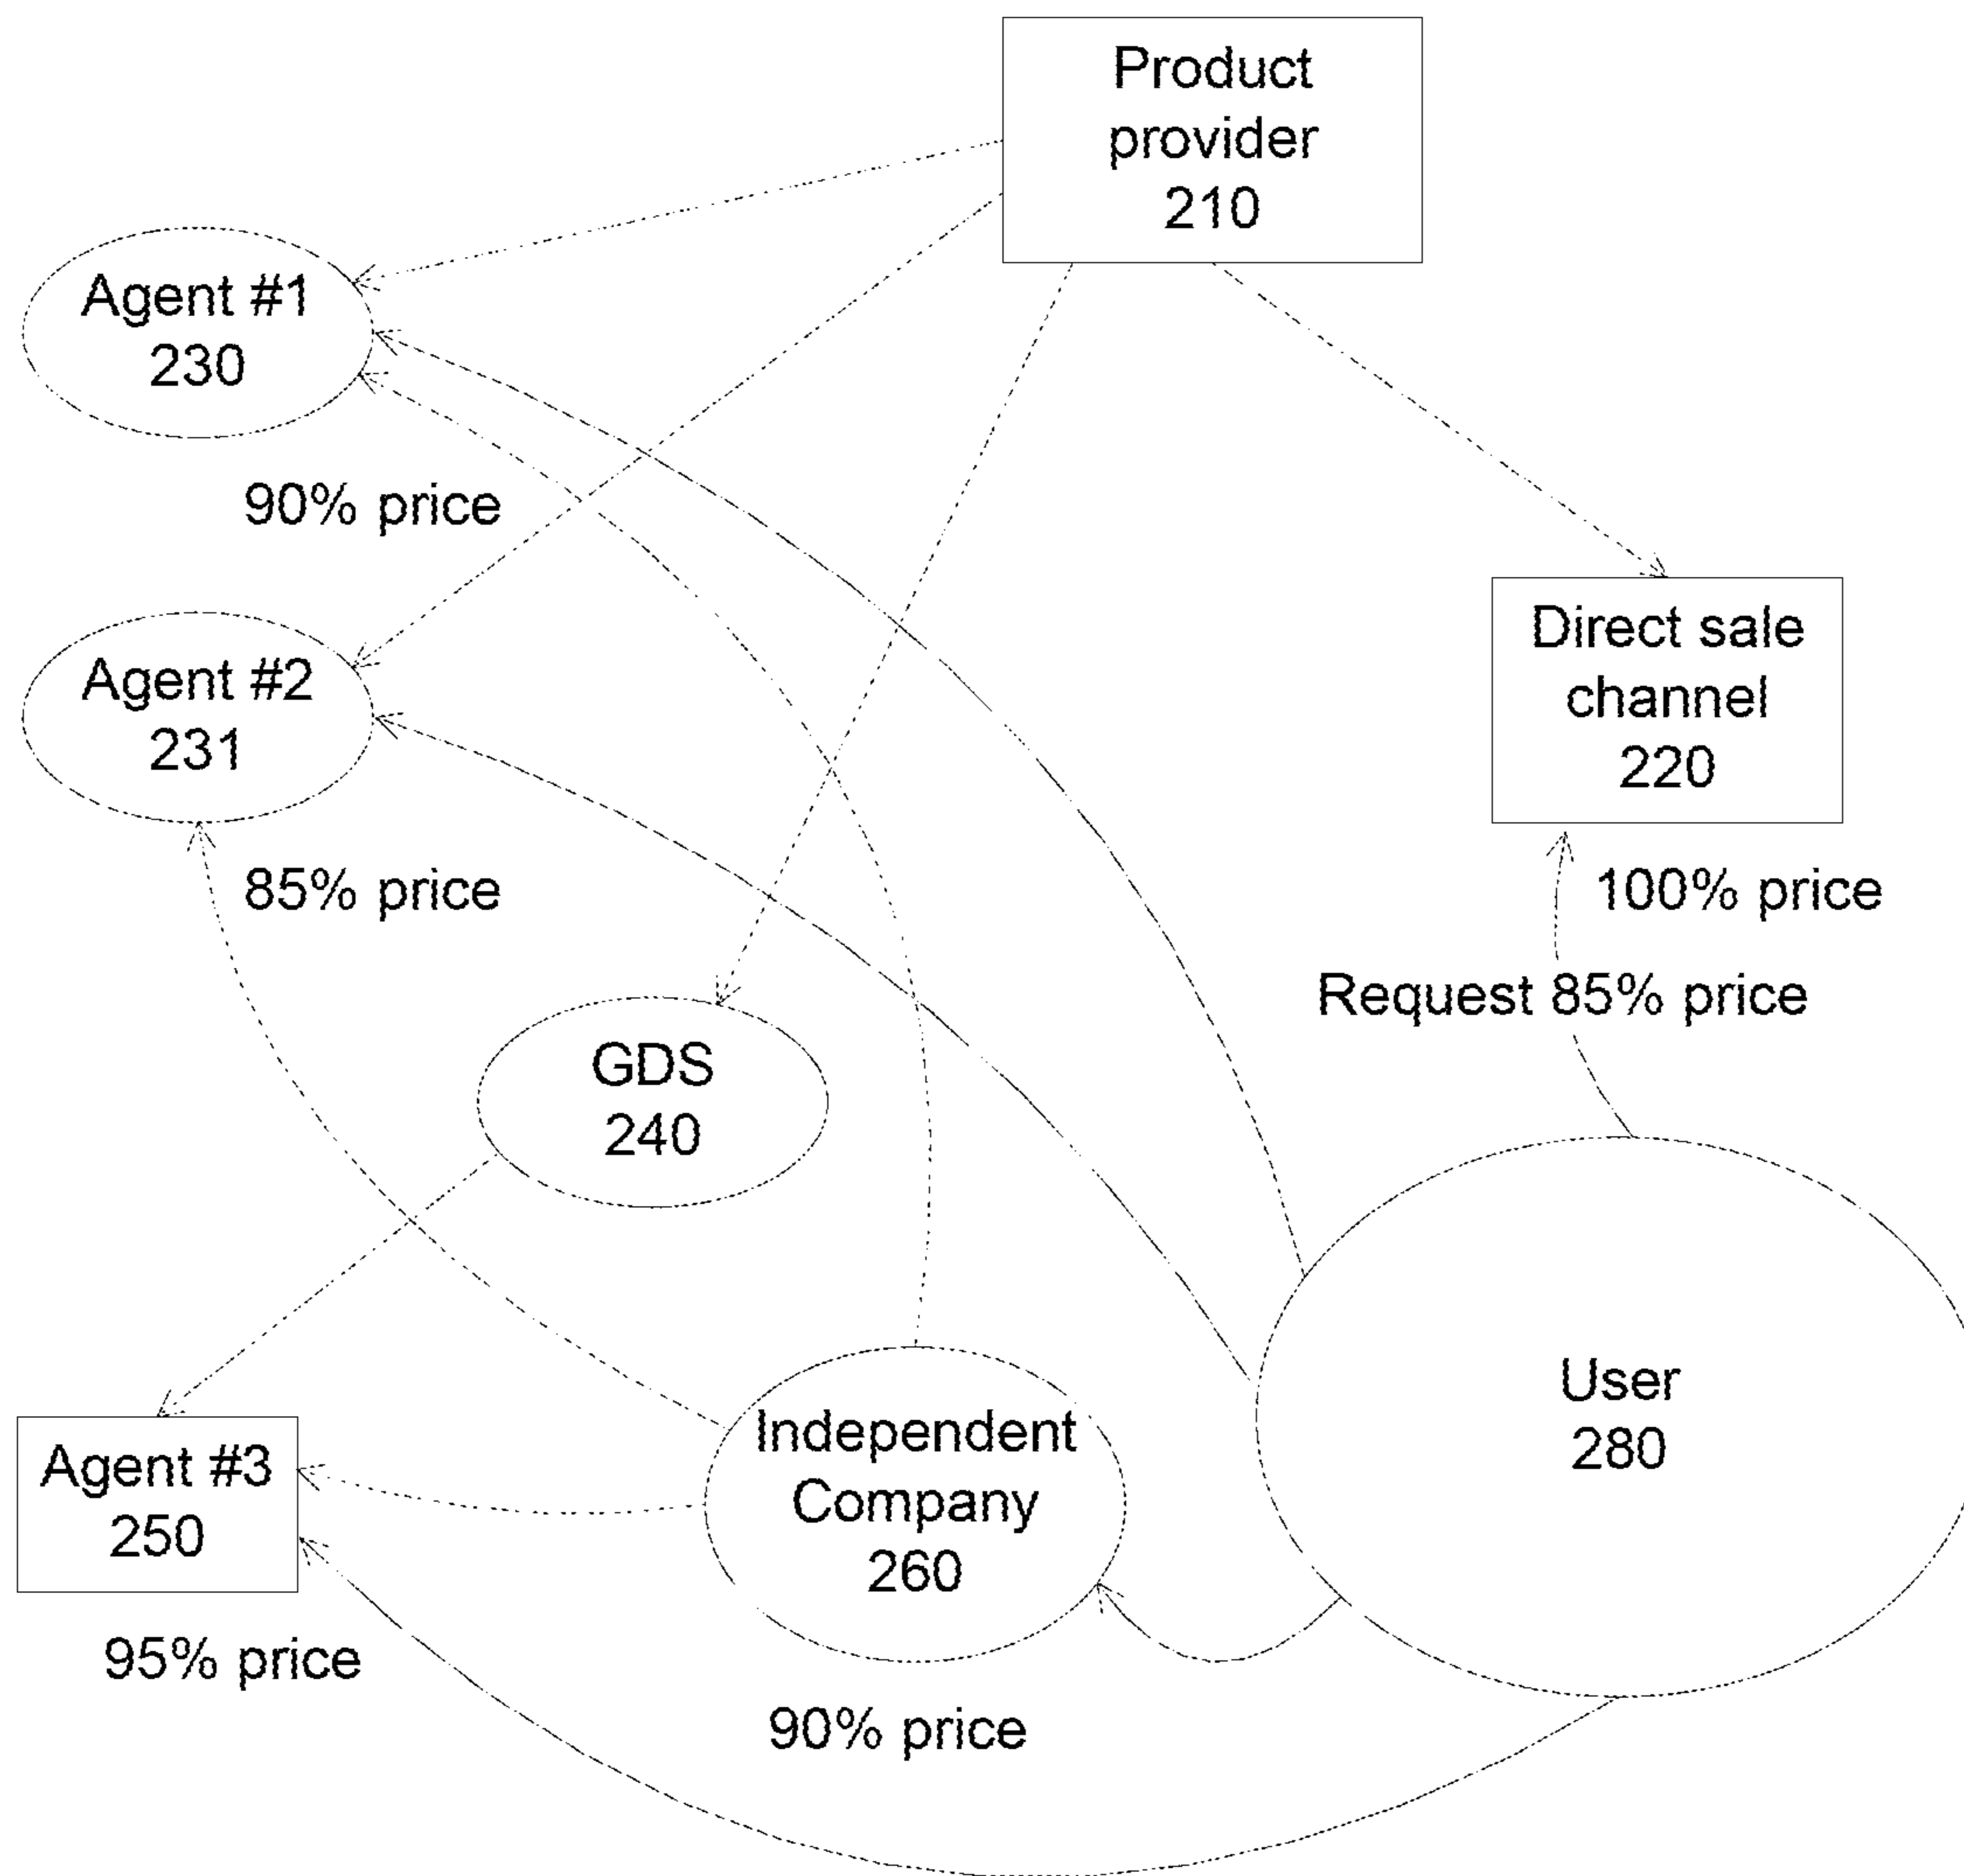 Product
provider
210
Agent #1
230
90% price
Agent #2
231
85% price
Direct sale
channel
220
100% price
Request 85% price
GDS
240
User
280
Agent #3
250
95% price
Independent
Company
260
90% price